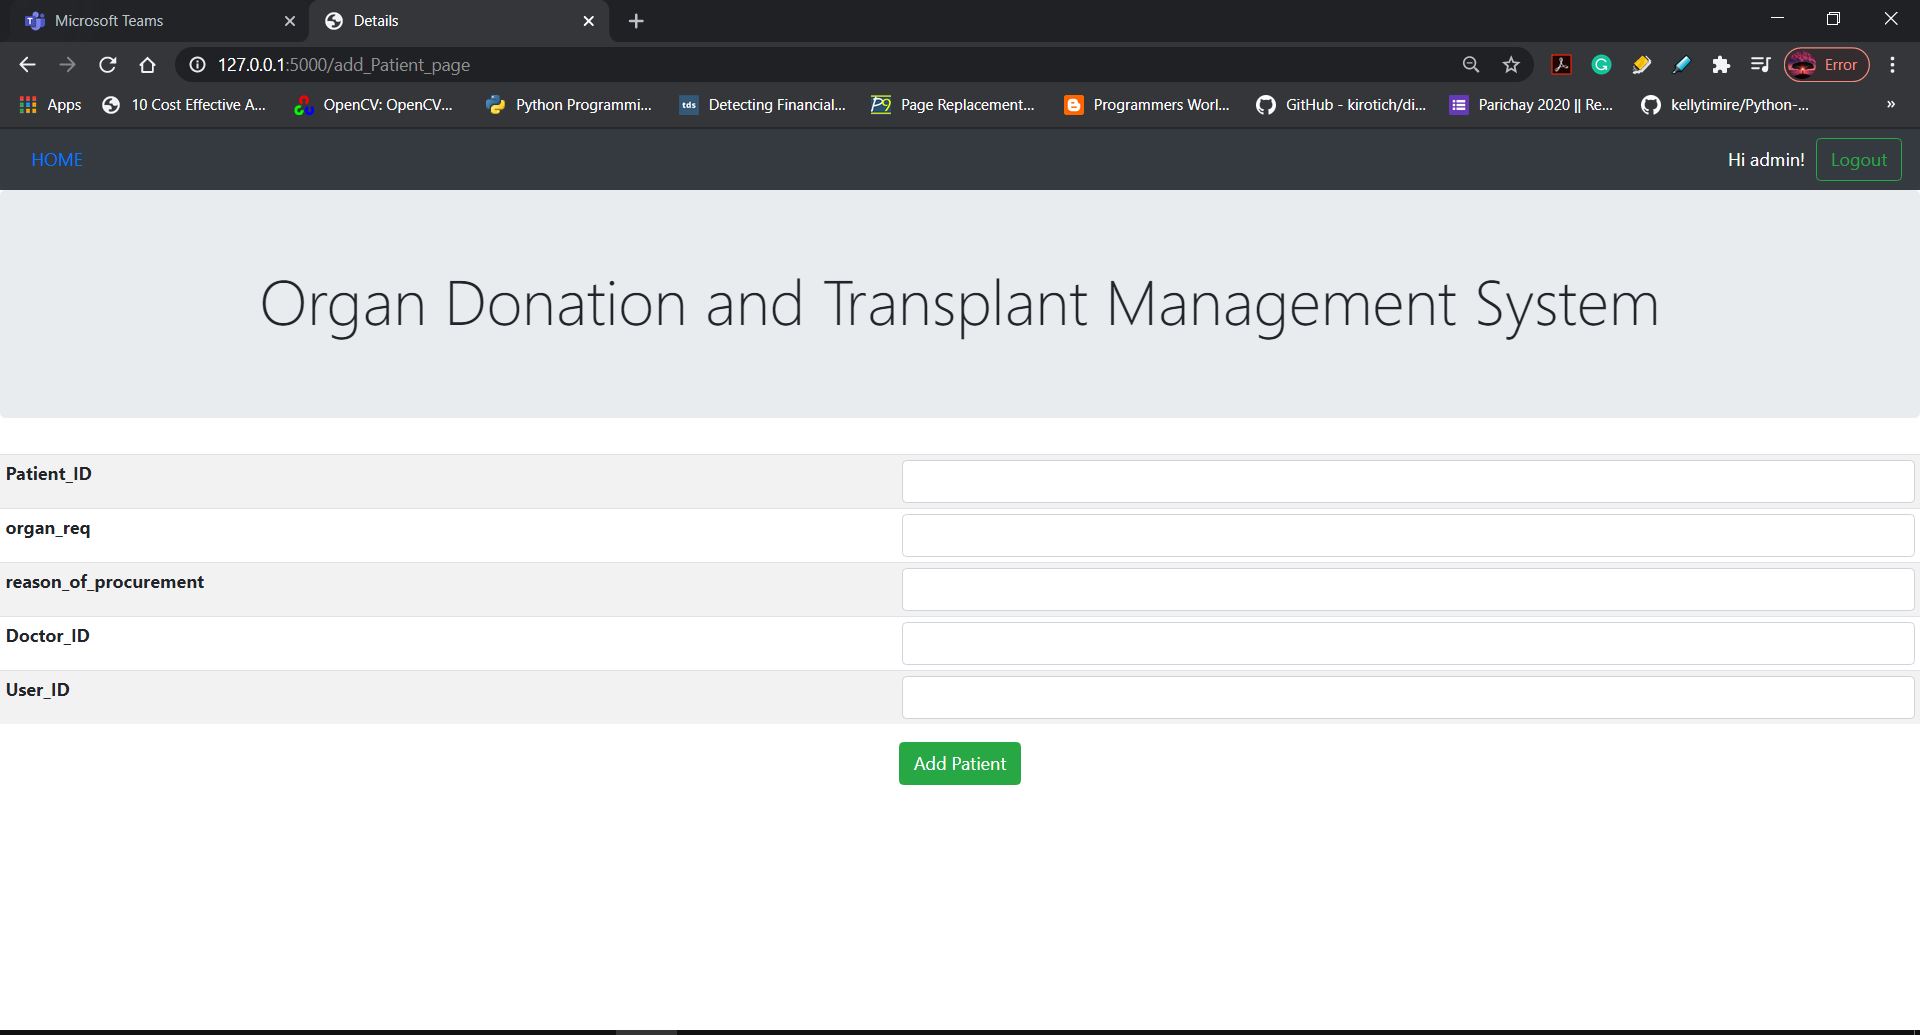 Microsoft Teams
Details
127.0.0.1:5000/add_Patient_page
Error
Apps
10 Cost Effective A...
OpenCV: OpenCV...
Python Programmi...
tds
Detecting Financial...
Page Replacement...
Programmers Worl...
GitHub - kirotich/di...
Parichay 2020 || Re...
kellytimire/Python-...
»
HOME
Hi admin!
Logout
Organ Donation and Transplant Management System
Patient_ID
organ_req
reason_of_procurement
Doctor_ID
User_ID
Add Patient